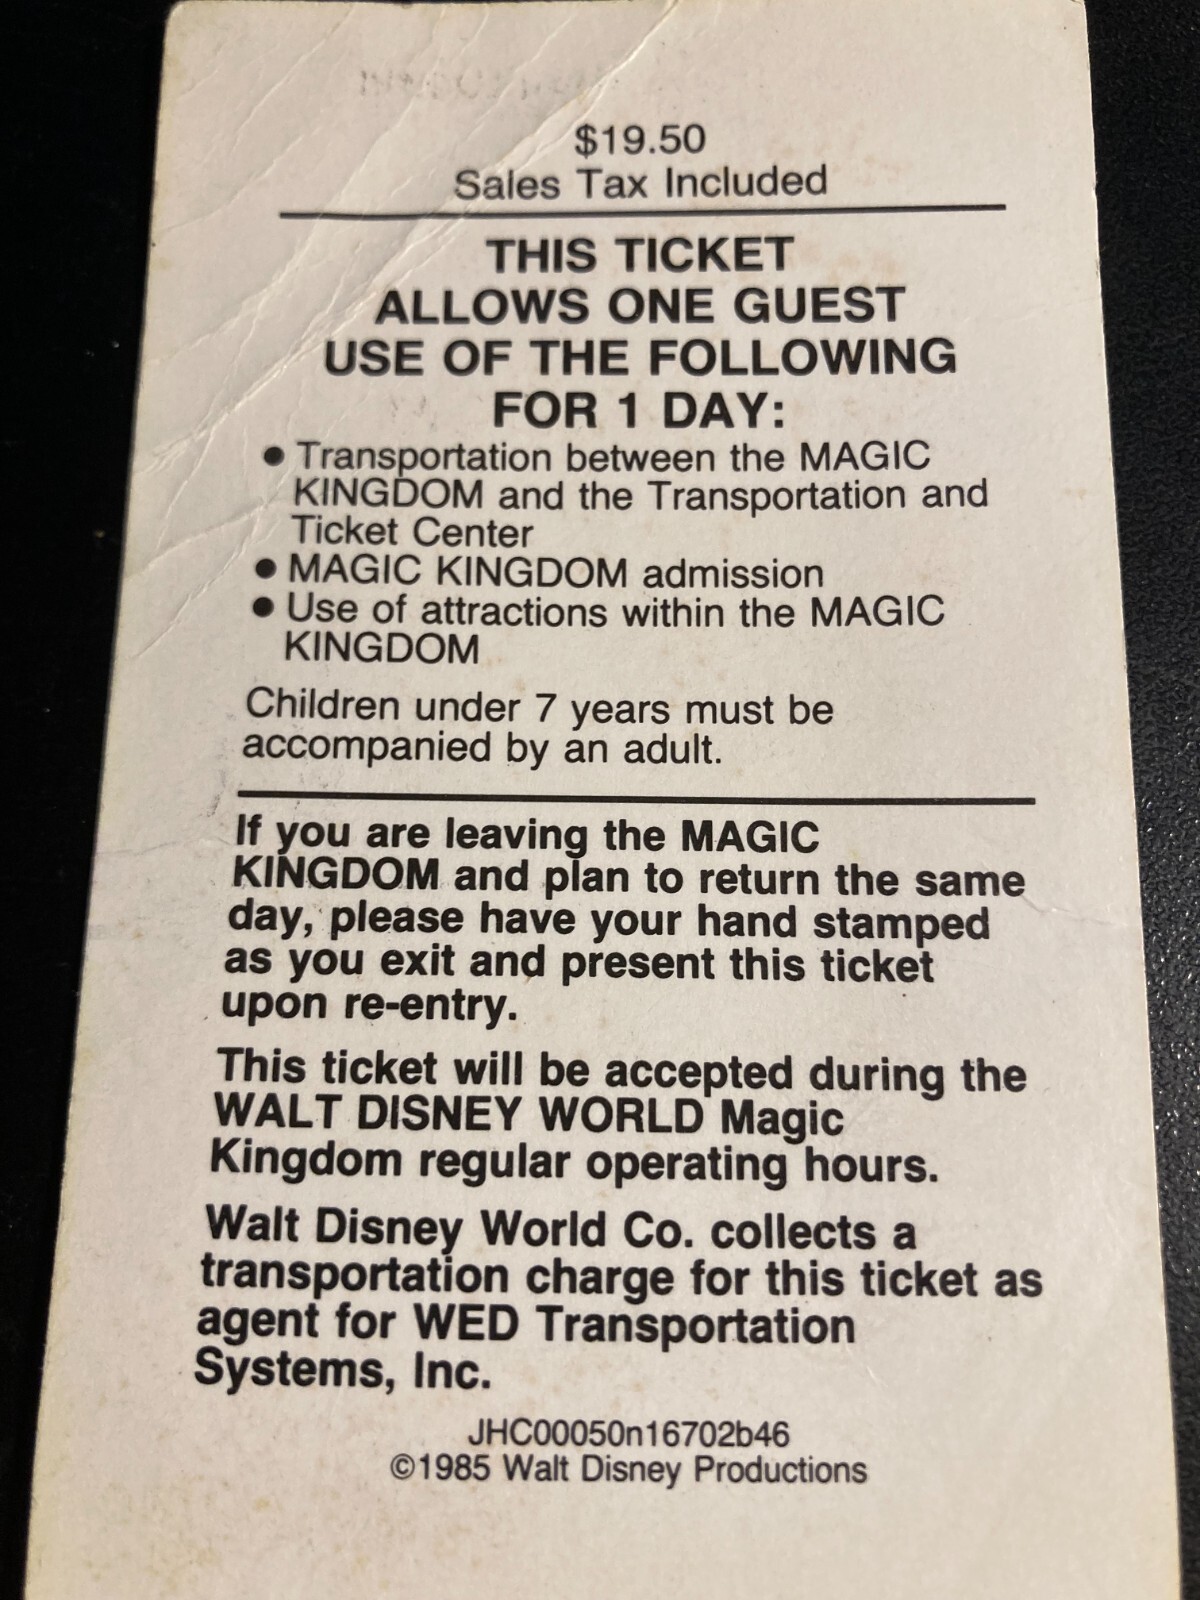 $19.50
Sales Tax Included
THIS TICKET
ALLOWS ONE GUEST
USE OF THE FOLLOWING
FOR 1 DAY:
● Transportation between the MAGIC
KINGDOM and the Transportation and
Ticket Center
● MAGIC KINGDOM admission
● Use of attractions within the MAGIC
KINGDOM
Children under 7 years must be
accompanied by an adult.
If you are leaving the MAGIC
KINGDOM and plan to return the same
day, please have your hand stamped
as you exit and present this ticket
upon re-entry.
This ticket will be accepted during the
WALT DISNEY WORLD Magic
Kingdom regular operating hours.
Walt Disney World Co. collects a
transportation charge for this ticket as
agent for WED Transportation
Systems, Inc.
JHC00050n16702b46
©1985 Walt Disney Productions